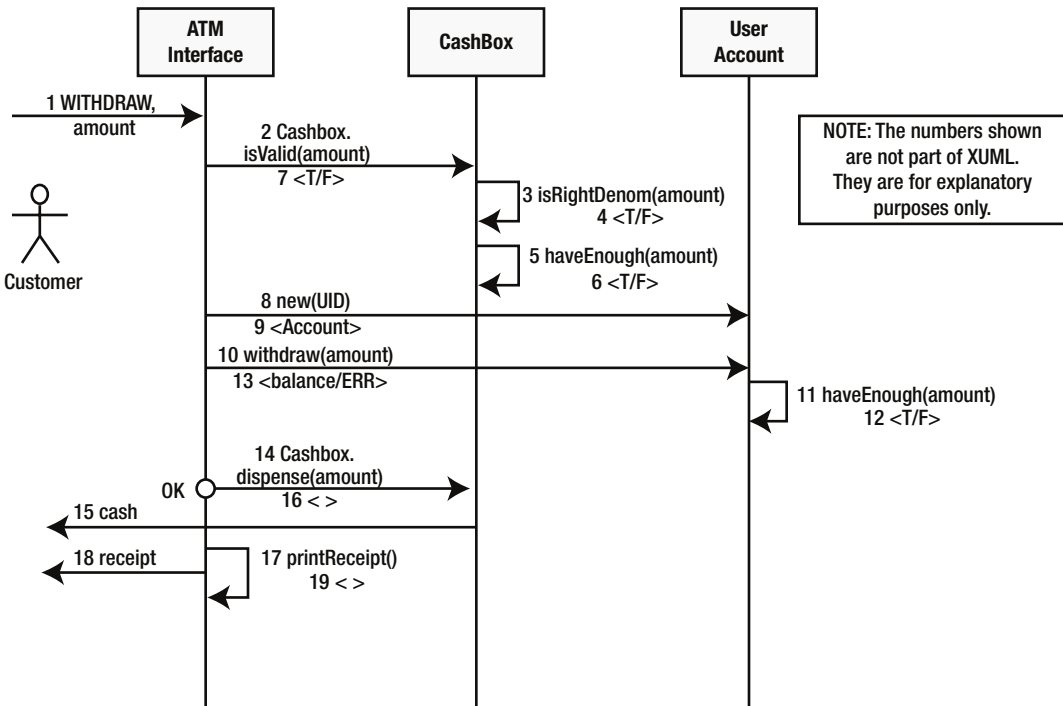 ATM
Interface
CashBox
User
Account
1 WITHDRAW,
amount
2 Cashbox.
isValid(amount)
7 <T/F>
NOTE: The numbers shown
are not part of XUML.
They are for explanatory
purposes only.
3 isRightDenom(amount)
4 <T/F>
Customer
5 haveEnough(amount)
6 <T/F>
8 new(UID)
9 <Account>
10 withdraw(amount)
13 <balance/ERR>
11 haveEnough(amount)
12 <T/F>
14 Cashbox.
dispense(amount)
OK
16 < >
15 cash
18 receipt
17 printReceipt()
19 < >